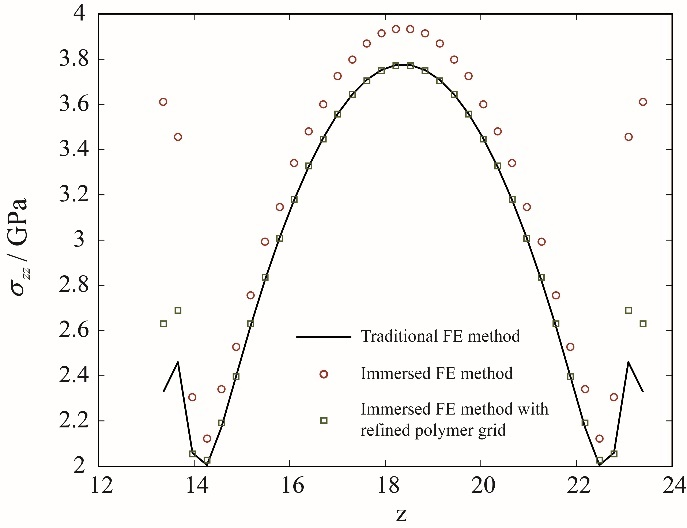 4
3.8
3.6
3.4
3.2
3
2.8
2.6
2.4
2.2
2
σzz / GPa
Traditional FE method
Immersed FE method
Immersed FE method with
refined polymer grid
12 14 16 18 20 22 24
z